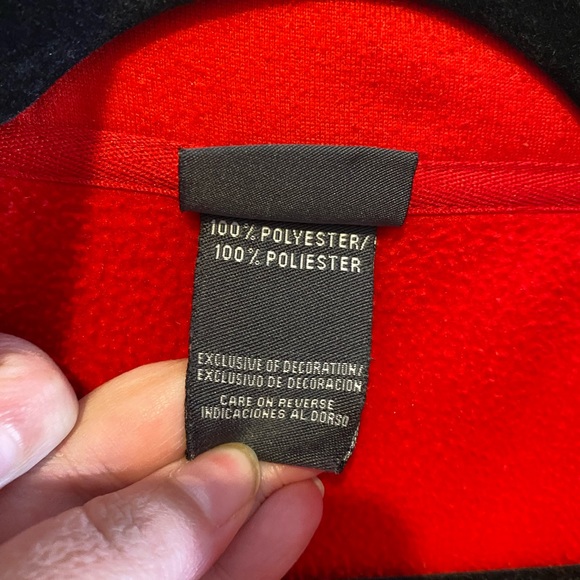 100% POLYESTER/
100% POLIESTER
EXCLUSIVE OF DECORATION/
EXCLUSIVO DE DECORACION
CARE ON REVERSE
INDICACIONES AL DORSO